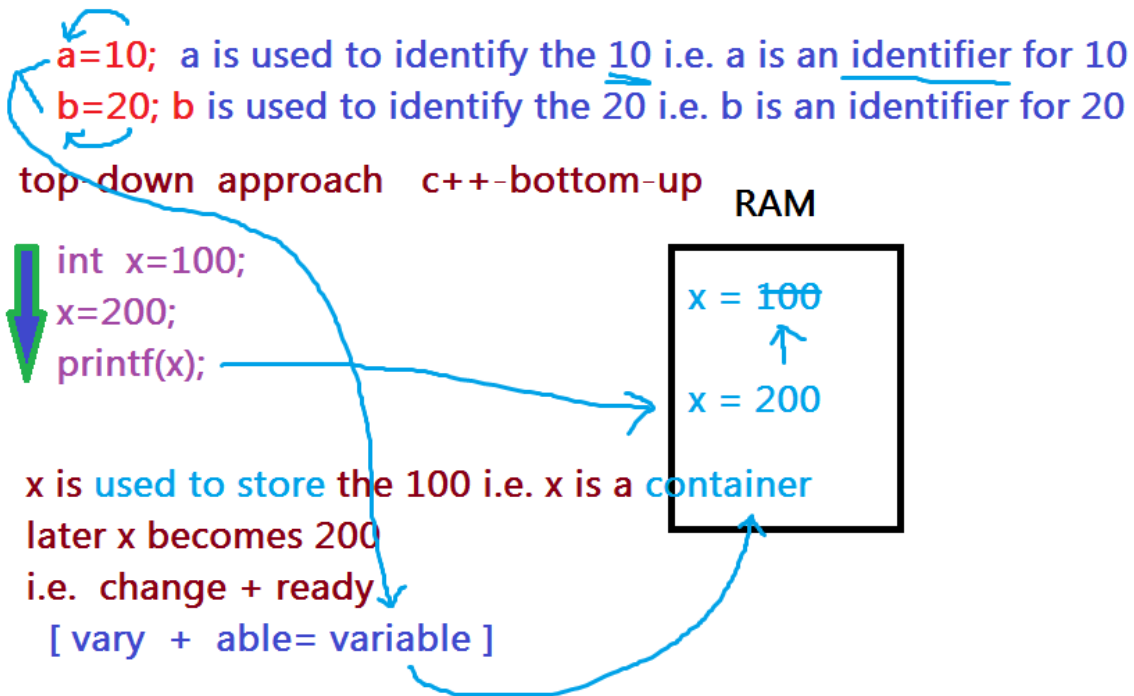 a=10; a is used to identify the 10 i.e. a is an identifier for 10
b=20; b is used to identify the 20 i.e. b is an identifier for 20
top-down approach c++-bottom-up
RAM
int x=100;
x=200;
printf(x);
x = 100
x = 200
x is used to store the 100 i.e. x is a container
later x becomes 200
i.e. change + ready
[ vary + able= variable ]